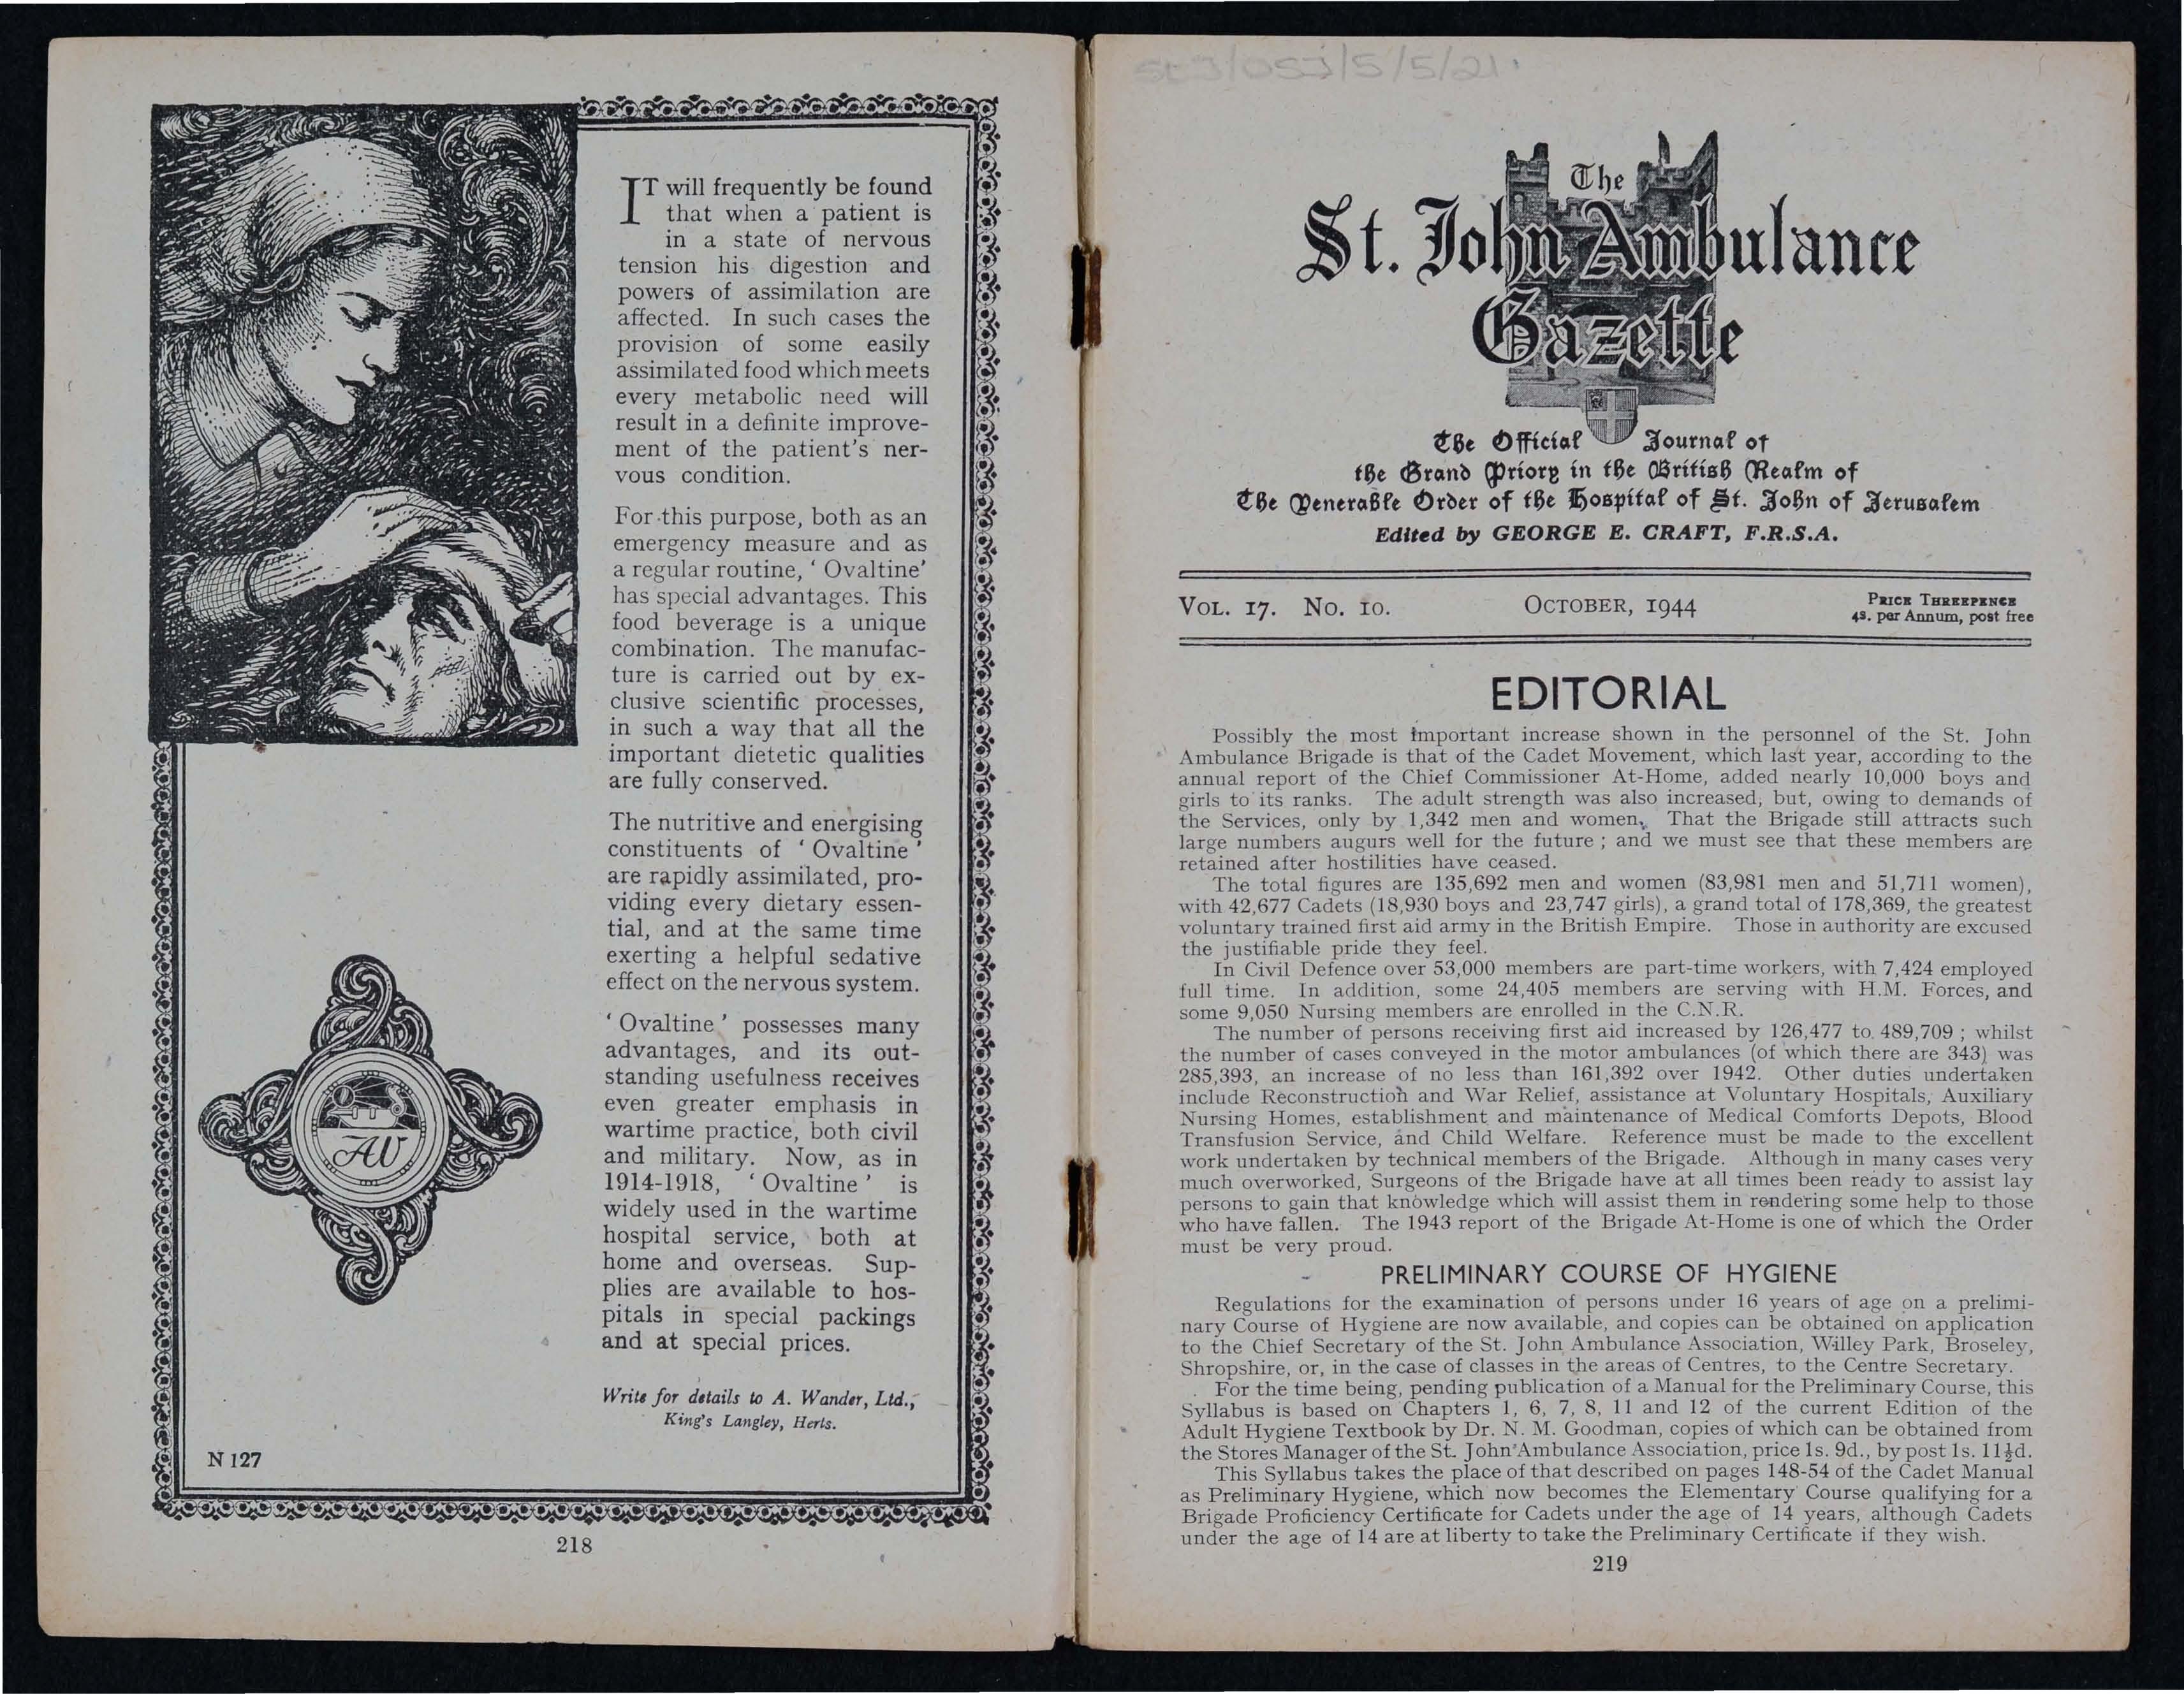 IT will frequently be found
that when a patient is
in a state of nervous
tension his digestion and
powers of assimilation are
affected. In such cases the
provision of some easily
assimilated food which meets
every metabolic need will
result in a definite improve-
ment of the patient's ner-
vous condition.
For this purpose, both as an
emergency measure and as
a regular routine, ' Ovaltine'
has special advantages. This
food beverage is a unique
combination. The manufac-
ture is carried out by ex-
clusive scientific processes,
in such a way that all the
important dietetic qualities
are fully conserved.
The nutritive and energising
constituents of ' Ovaltine '
are rapidly assimilated, pro-
viding every dietary essen-
tial, and at the same time
exerting a helpful sedative
effect on the nervous system.
' Ovaltine ' possesses many
advantages, and its out-
standing usefulness receives
even greater emphasis in
wartime practice, both civil
and military. Now, as in
1914-1918, ' Ovaltine ' is
widely used in the wartime
hospital service, both at
home and overseas. Sup-
plies are available to hos-
pitals in special packings
and at special prices.
Write for details to A. Wander, Ltd.,
King's Langley, Herts.
AW
N 127
218
StJ/OSJ/5/5/21
The
St. John Ambulance
Gazette
The Official Journal of
the Grand Priory in the British Realm of
The Venerable Order of the Hospital of St. John of Jerusalem
Edited by GEORGE E. CRAFT, F.R.S.A.
VOL. 17. No. 10. OCTOBER, 1944 PRICE THREEPENCE
4s. per Annum, post free
EDITORIAL
Possibly the most important increase shown in the personnel of the St. John
Ambulance Brigade is that of the Cadet Movement, which last year, according to the
annual report of the Chief Commissioner At-Home, added nearly 10,000 boys and
girls to its ranks. The adult strength was also increased, but, owing to demands of
the Services, only by 1,342 men and women. That the Brigade still attracts such
large numbers augurs well for the future ; and we must see that these members are
retained after hostilities have ceased.
The total figures are 135,692 men and women (83,981 men and 51,711 women),
with 42,677 Cadets (18,930 boys and 23,747 girls), a grand total of 178,369, the greatest
voluntary trained first aid army in the British Empire. Those in authority are excused
the justifiable pride they feel.
In Civil Defence over 53,000 members are part-time workers, with 7,424 employed
full time. In addition, some 24,405 members are serving with H.M. Forces, and
some 9,050 Nursing members are enrolled in the C.N.R.
The number of persons receiving first aid increased by 126,477 to 489,709 ; whilst
the number of cases conveyed in the motor ambulances (of which there are 343) was
285,393, an increase of no less than 161,392 over 1942. Other duties undertaken
include Reconstruction and War Relief, assistance at Voluntary Hospitals, Auxiliary
Nursing Homes, establishment and maintenance of Medical Comforts Depots, Blood
Transfusion Service, and Child Welfare. Reference must be made to the excellent
work undertaken by technical members of the Brigade. Although in many cases very
much overworked, Surgeons of the Brigade have at all times been ready to assist lay
persons to gain that knowledge which will assist them in rendering some help to those
who have fallen. The 1943 report of the Brigade At-Home is one of which the Order
must be very proud.
PRELIMINARY COURSE OF HYGIENE
Regulations for the examination of persons under 16 years of age on a prelimi-
nary Course of Hygiene are now available, and copies can be obtained on application
to the Chief Secretary of the St. John Ambulance Association, Willey Park, Broseley,
Shropshire, or, in the case of classes in the areas of Centres, to the Centre Secretary.
For the time being, pending publication of a Manual for the Preliminary Course, this
Syllabus is based on Chapters 1, 6, 7, 8, 11 and 12 of the current Edition of the
Adult Hygiene Textbook by Dr. N. M. Goodman, copies of which can be obtained from
the Stores Manager of the St. John Ambulance Association, price 1s. 9d., by post 1s. 11½d.
This Syllabus takes the place of that described on pages 148-54 of the Cadet Manual
as Preliminary Hygiene, which now becomes the Elementary Course qualifying for a
Brigade Proficiency Certificate for Cadets under the age of 14 years, although Cadets
under the age of 14 are at liberty to take the Preliminary Certificate if they wish.
219